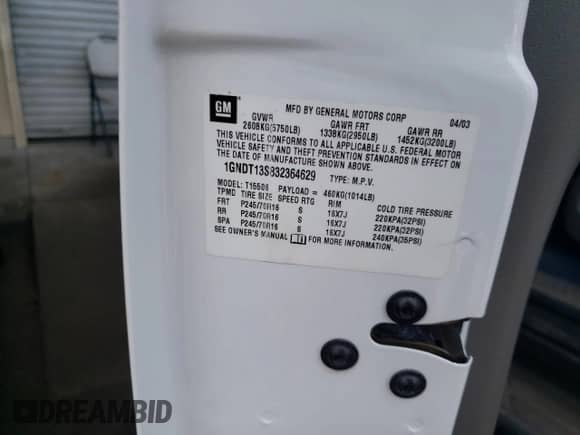 GM
MFD BY GENERAL MOTORS CORP 04/03
GVWR GAWR FRT GAWR RR
2608KG(5750LB) 1338KG(2950LB) 1452KG(3200LB)
THIS VEHICLE CONFORMS TO ALL APPLICABLE U.S. FEDERAL MOTOR
VEHICLE SAFETY AND THEFT PREVENTION STANDARDS IN EFFECT ON
THE DATE OF MANUFACTURE SHOWN ABOVE.
1GNDT13S832364629 TYPE: M.P.V.
MODEL: T15506 PAYLOAD = 460KG(1014LB)
TPMD TIRE SIZE SPEED RTG RIM COLD TIRE PRESSURE
FRT P245/70R16 S 16X7J 220KPA(32PSI)
RR P245/70R16 S 16X7J 220KPA(32PSI)
SPA P245/70R16 S 16X7J 240KPA(35PSI)
SEE OWNER'S MANUAL FOR MORE INFORMATION.
DREAMBID